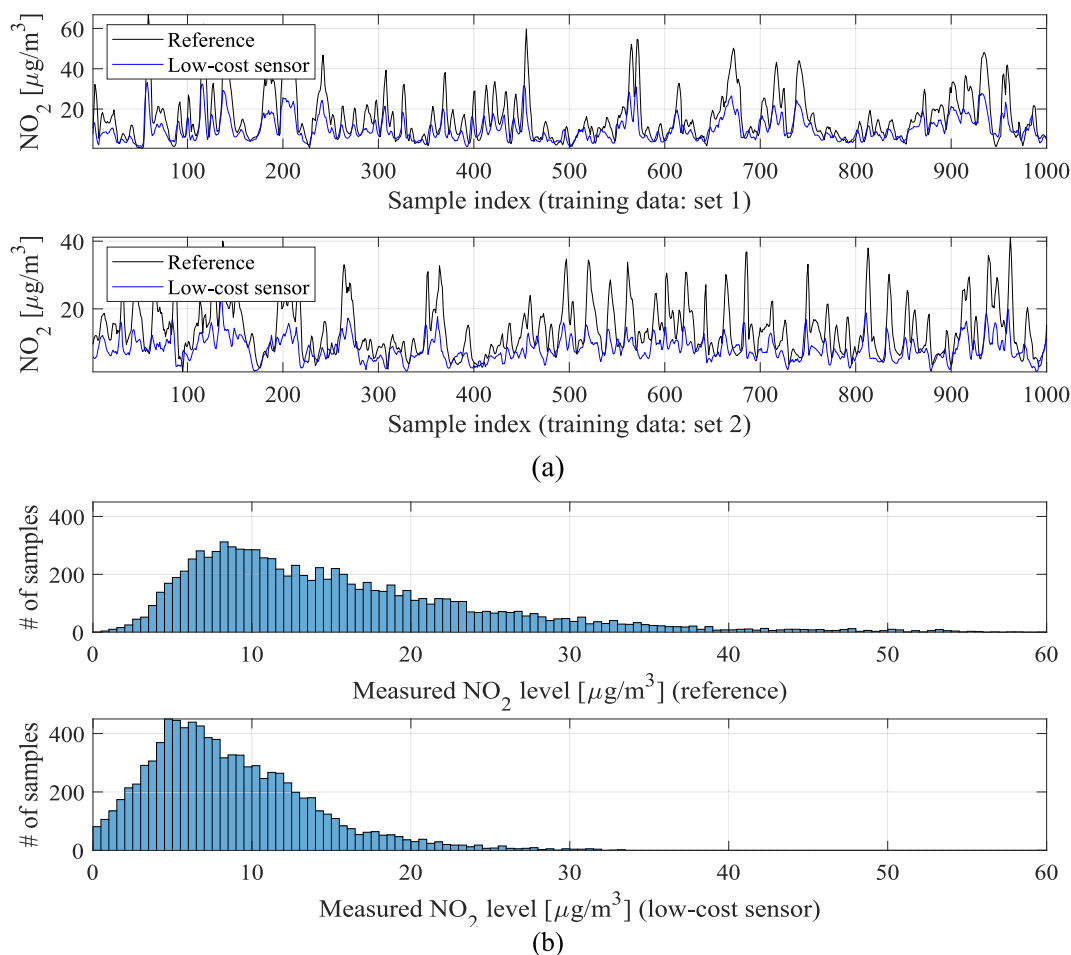 NO2 [μg/m3]
60
40
20
Reference
Low-cost sensor
100 200 300 400 500 600 700 800 900 1000
Sample index (training data: set 1)
NO2 [μg/m3]
40
20
Reference
Low-cost sensor
100 200 300 400 500 600 700 800 900 1000
Sample index (training data: set 2)
(a)
# of samples
400
200
0
0 10 20 30 40 50 60
Measured NO2 level [μg/m3] (reference)
# of samples
400
200
0
0 10 20 30 40 50 60
Measured NO2 level [μg/m3] (low-cost sensor)
(b)